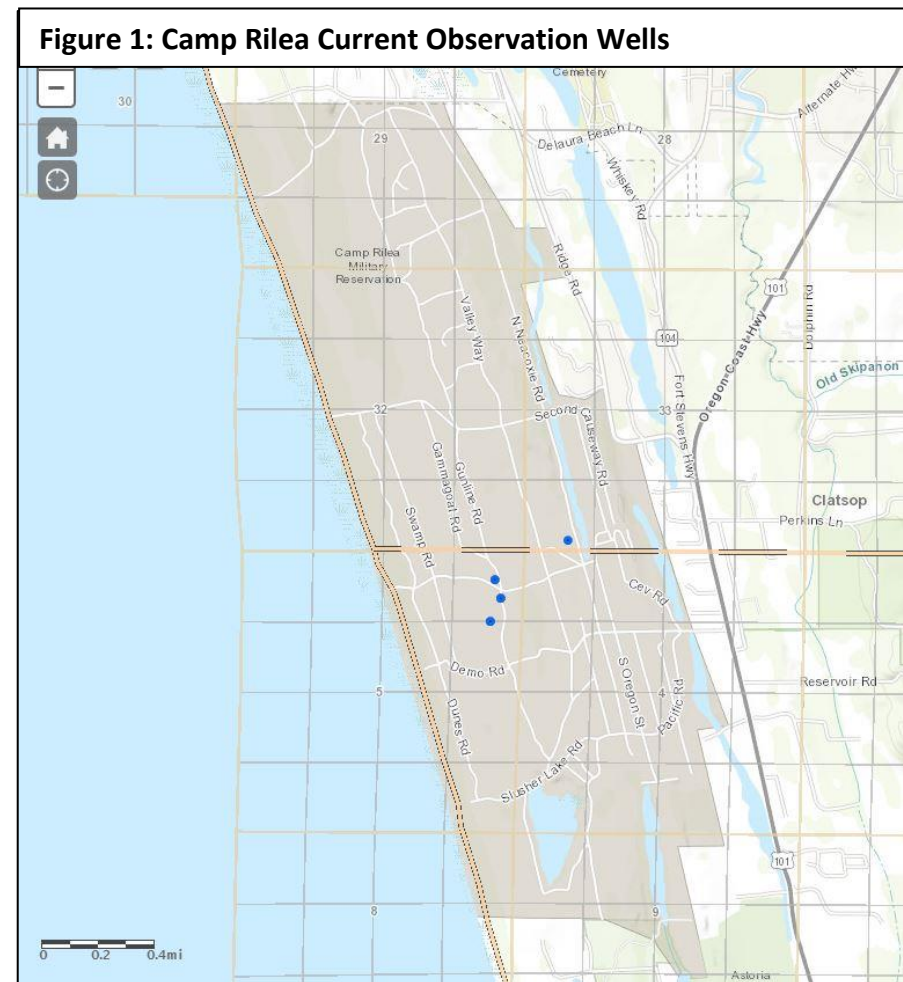 Figure 1: Camp Rilea Current Observation Wells
Cemetery
30
29
28
Delaura Beach Ln
Alternate Hwy
Whiskey Rd
Ridge Rd
Camp Rilea
Military
Reservation
101
Dolphin Rd
Valley Way
N Neacoxie Rd
104
Oregon Coast Hwy
Old Skipanon
Fort Stevens Hwy
32
33
Second Causeway Rd
Gammagoat Rd
Gunline Rd
Swamp Rd
Clatsop
Perkins Ln
Cev Rd
Demo Rd
Reservoir Rd
5
4
S Oregon St
Pacific Rd
Dunes Rd
Slusher Lake Rd
101
8
9
0 0.2 0.4mi
Astoria